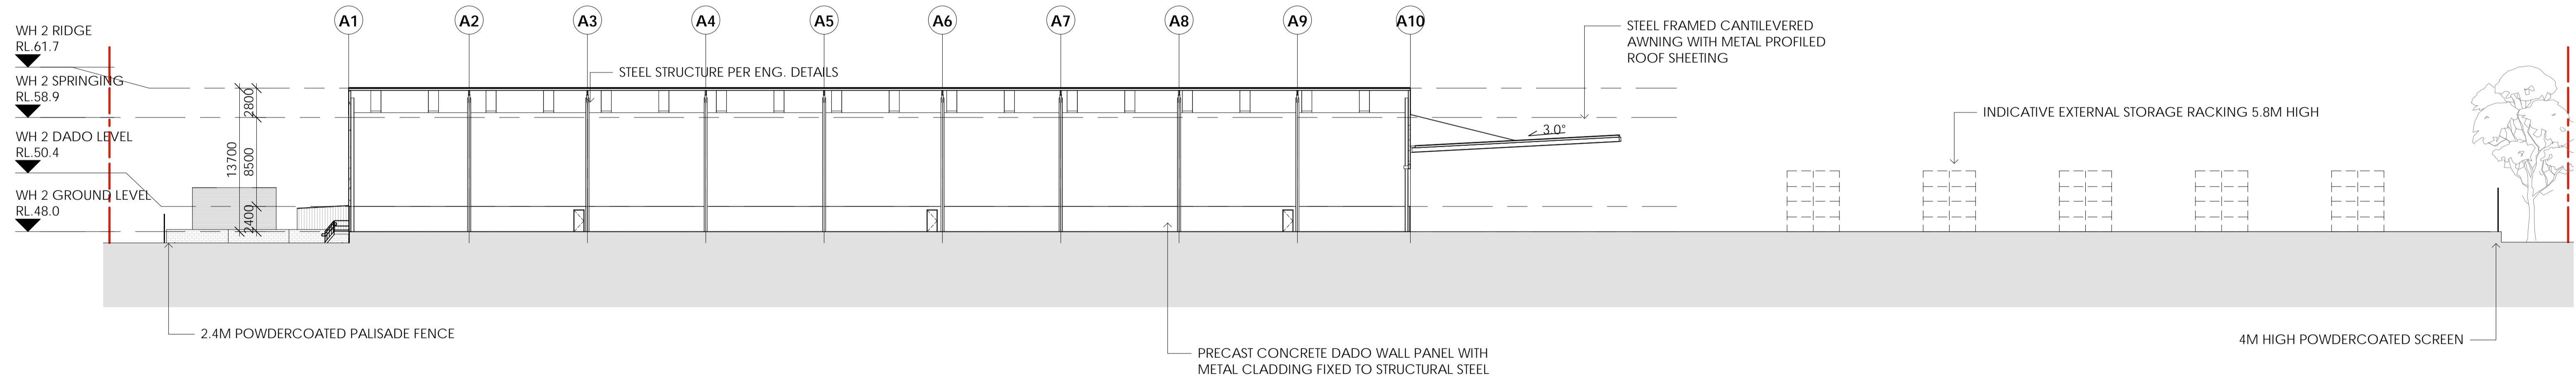 A1 A2 A3 A4 A5 A6 A7 A8 A9 A10
WH 2 RIDGE
RL.61.7
WH 2 SPRINGING
RL.58.9
WH 2 DADO LEVEL
RL.50.4
WH 2 GROUND LEVEL
RL.48.0
2800
13700
8500
2400
STEEL STRUCTURE PER ENG. DETAILS
STEEL FRAMED CANTILEVERED
AWNING WITH METAL PROFILED
ROOF SHEETING
3.0°
INDICATIVE EXTERNAL STORAGE RACKING 5.8M HIGH
2.4M POWDERCOATED PALISADE FENCE
PRECAST CONCRETE DADO WALL PANEL WITH
METAL CLADDING FIXED TO STRUCTURAL STEEL
4M HIGH POWDERCOATED SCREEN